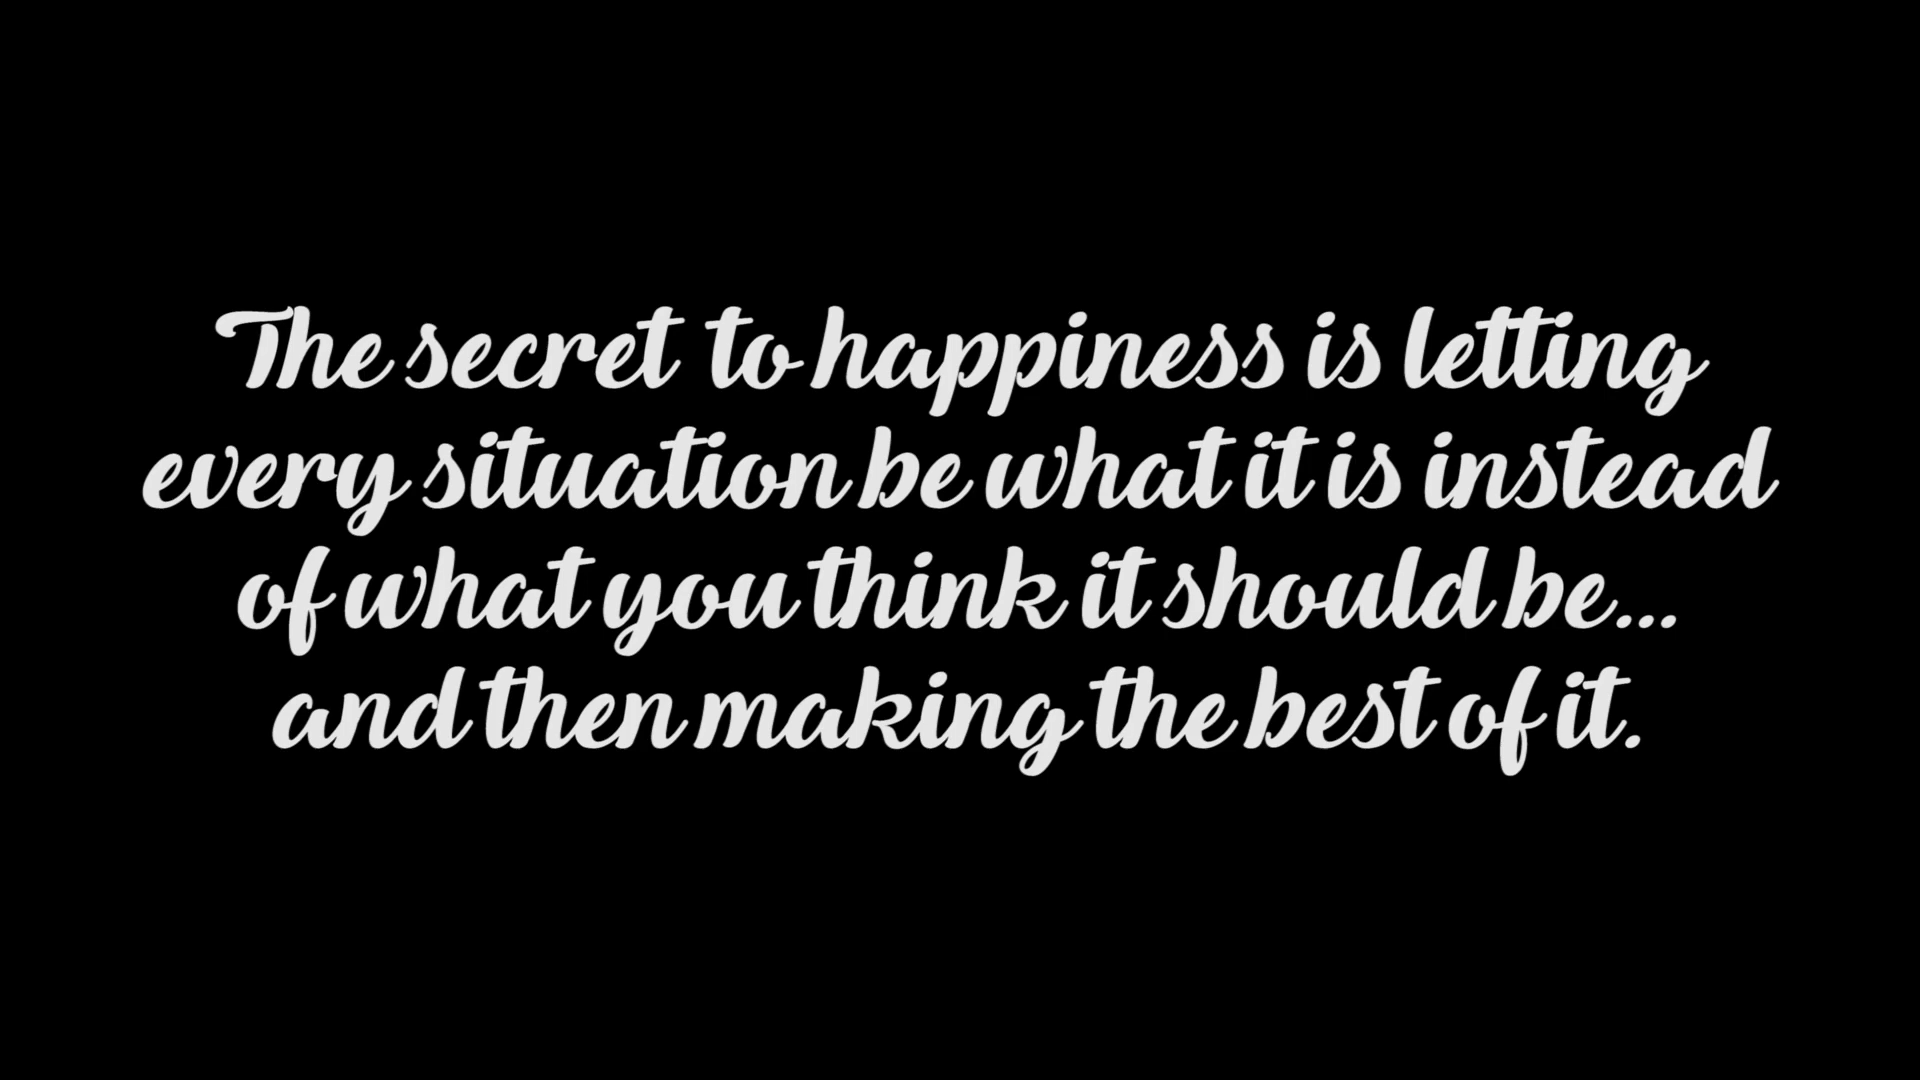 The secret to happiness is letting
every situation be what it is instead
of what you think it should be...
and then making the best of it.